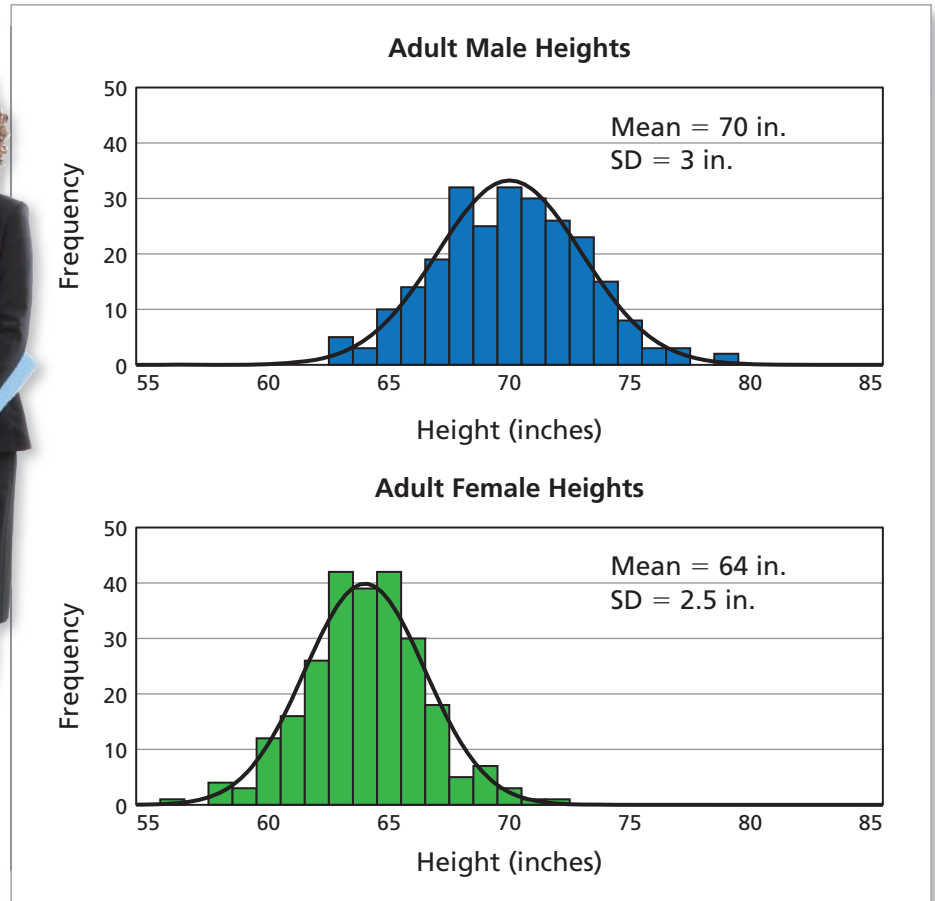 Adult Male Heights
50
40
30
20
10
0
Frequency
Mean = 70 in.
SD = 3 in.
55 60 65 70 75 80 85
Height (inches)
Adult Female Heights
50
40
30
20
10
0
Frequency
Mean = 64 in.
SD = 2.5 in.
55 60 65 70 75 80 85
Height (inches)